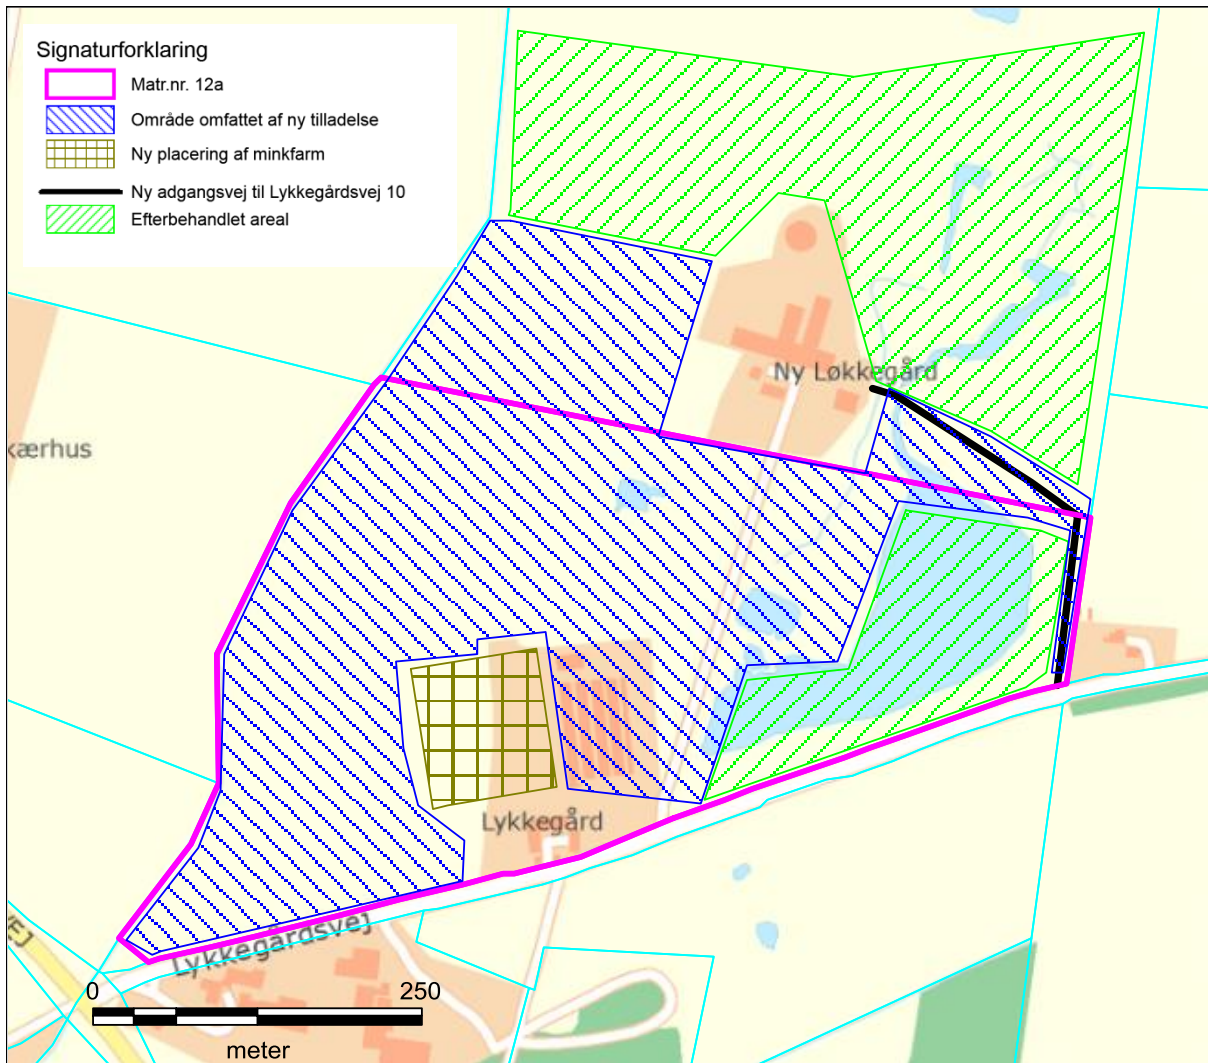 Signaturforklaring
Matr.nr. 12a
Område omfattet af ny tilladelse
Ny placering af minkfarm
Ny adgangsvej til Lykkegårdsvej 10
Efterbehandlet areal
Ny Løkkegård
kærhus
Lykkegård
Lykkegårdsvej
0 250
meter